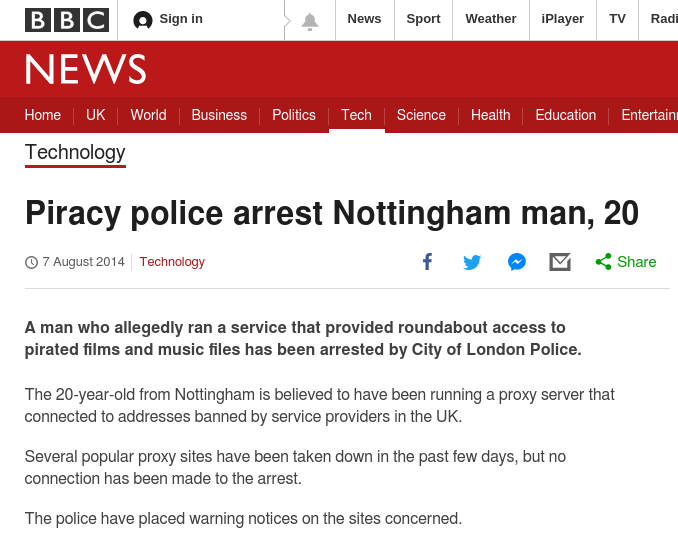 BBC Sign in News Sport Weather iPlayer TV Radi
NEWS
Home UK World Business Politics Tech Science Health Education Entertain
Technology
Piracy police arrest Nottingham man, 20
7 August 2014 Technology Share
A man who allegedly ran a service that provided roundabout access to
pirated films and music files has been arrested by City of London Police.
The 20-year-old from Nottingham is believed to have been running a proxy server that
connected to addresses banned by service providers in the UK.
Several popular proxy sites have been taken down in the past few days, but no
connection has been made to the arrest.
The police have placed warning notices on the sites concerned.